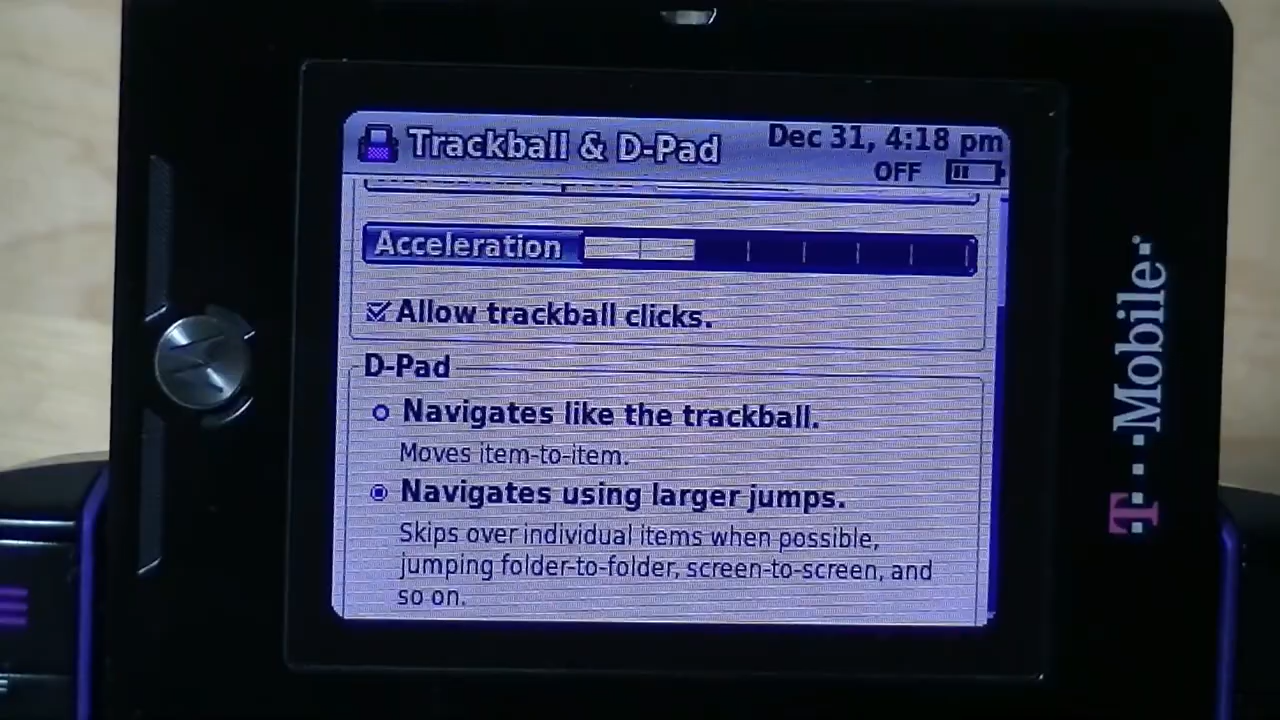 Trackball & D-Pad
Dec 31, 4:18 pm
OFF
Acceleration
Allow trackball clicks.
D-Pad
Navigates like the trackball.
Moves item-to-item.
Navigates using larger jumps.
Skips over individual items when possible,
jumping folder-to-folder, screen-to-screen, and
so on.
T··Mobile·